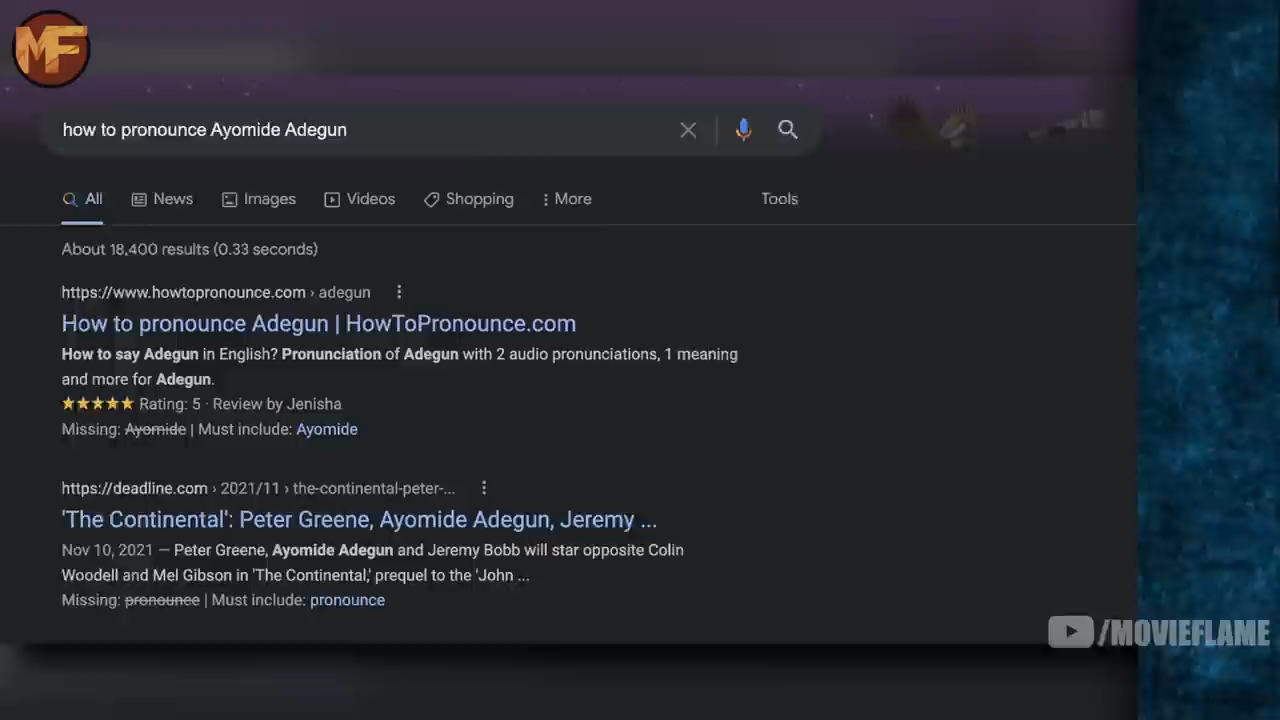 MF
how to pronounce Ayomide Adegun
All News Images Videos Shopping More Tools
About 18,400 results (0.33 seconds)
https://www.howtopronounce.com › adegun
How to pronounce Adegun | HowToPronounce.com
How to say Adegun in English? Pronunciation of Adegun with 2 audio pronunciations, 1 meaning
and more for Adegun.
Rating: 5 · Review by Jenisha
Missing: Ayomide | Must include: Ayomide
https://deadline.com › 2021/11 › the-continental-peter-...
'The Continental': Peter Greene, Ayomide Adegun, Jeremy ...
Nov 10, 2021 — Peter Greene, Ayomide Adegun and Jeremy Bobb will star opposite Colin
Woodell and Mel Gibson in 'The Continental,' prequel to the 'John ...
Missing: pronounce | Must include: pronounce
/MOVIEFLAME